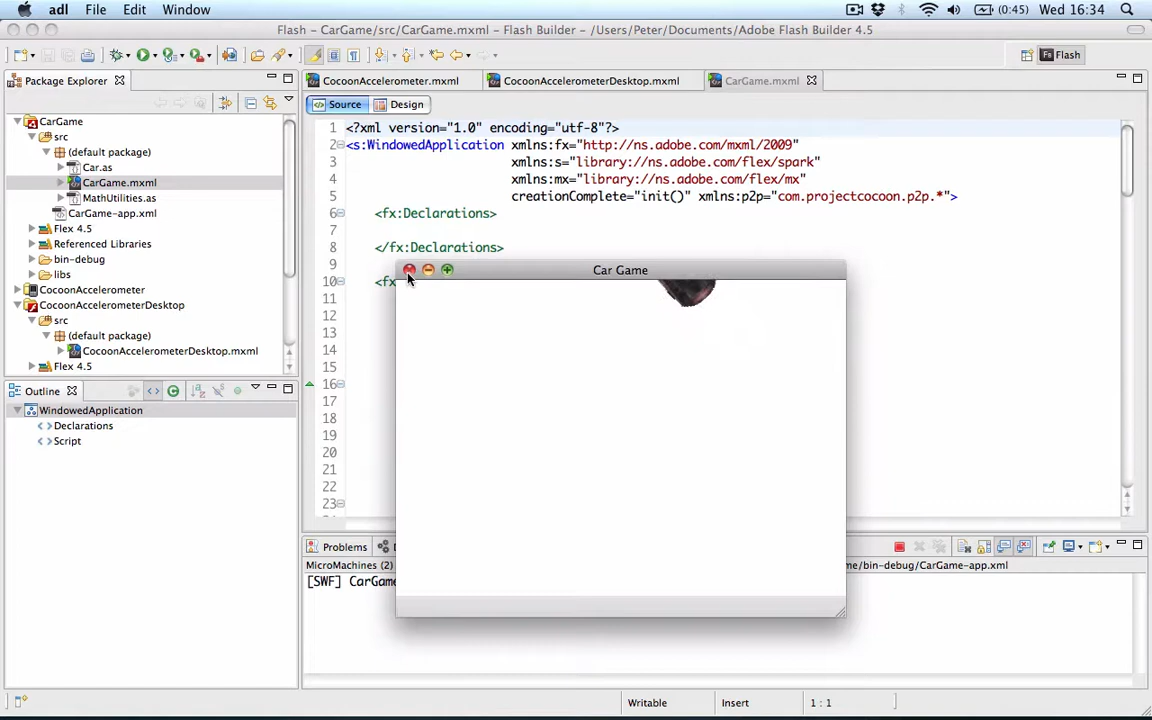 adl File Edit Window (0:45) Wed 16:34
Flash – CarGame/src/CarGame.mxml – Flash Builder – /Users/Peter/Documents/Adobe Flash Builder 4.5
Flash
Package Explorer
CocoonAccelerometer.mxml CocoonAccelerometerDesktop.mxml CarGame.mxml
Source Design
CarGame
src
(default package)
Car.as
CarGame.mxml
MathUtilities.as
CarGame-app.xml
Flex 4.5
Referenced Libraries
bin-debug
libs
CocoonAccelerometer
CocoonAccelerometerDesktop
src
(default package)
CocoonAccelerometerDesktop.mxml
Flex 4.5
1 <?xml version="1.0" encoding="utf-8"?>
2 <s:WindowedApplication xmlns:fx="http://ns.adobe.com/mxml/2009"
3 xmlns:s="library://ns.adobe.com/flex/spark"
4 xmlns:mx="library://ns.adobe.com/flex/mx"
5 creationComplete="init()" xmlns:p2p="com.projectcocoon.p2p.*">
6 <fx:Declarations>
7
8 </fx:Declarations>
9
10 <fx
11
12
13
14
15
16
17
18
19
20
21
22
23
Car Game
Outline
WindowedApplication
Declarations
Script
Problems
MicroMachines (2)
me/bin-debug/CarGame-app.xml
[SWF] CarGame
Writable Insert 1 : 1